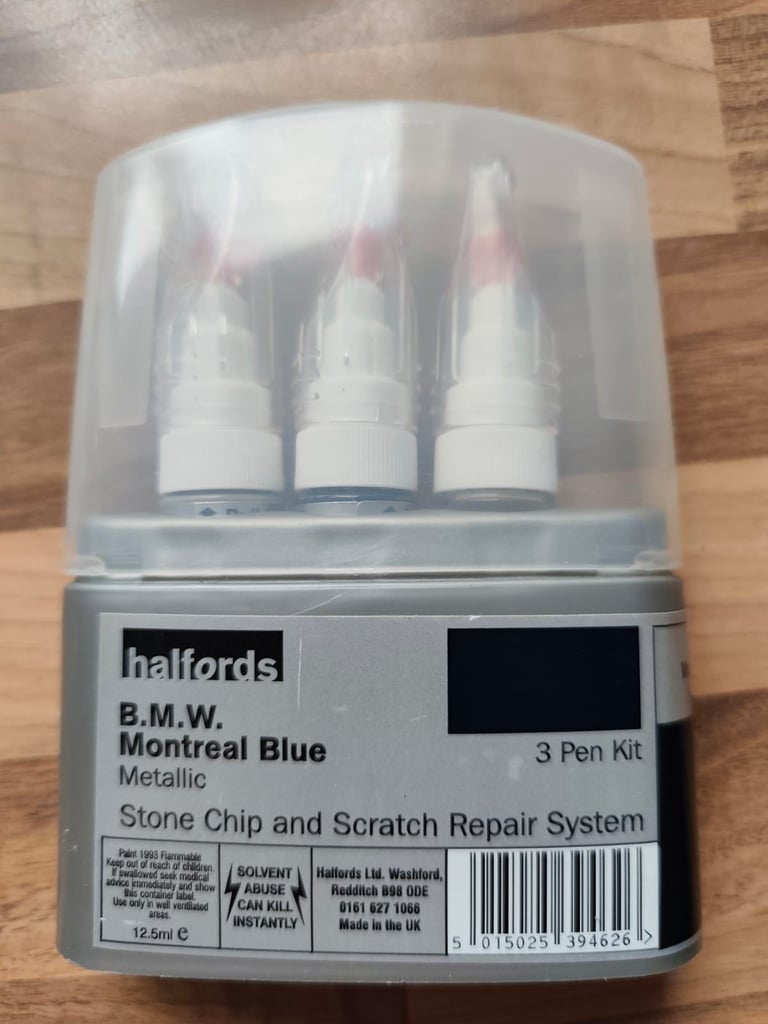 halfords
B.M.W.
Montreal Blue
Metallic
3 Pen Kit
Stone Chip and Scratch Repair System
Paint 1993 Flammable
Keep out of reach of children.
If swallowed seek medical
advice immediately and show
this container label.
Use only in well ventilated
areas.
12.5ml e
SOLVENT
ABUSE
CAN KILL
INSTANTLY
Halfords Ltd. Washford,
Redditch B98 0DE
0161 627 1066
Made in the UK
5 015025 394626 >